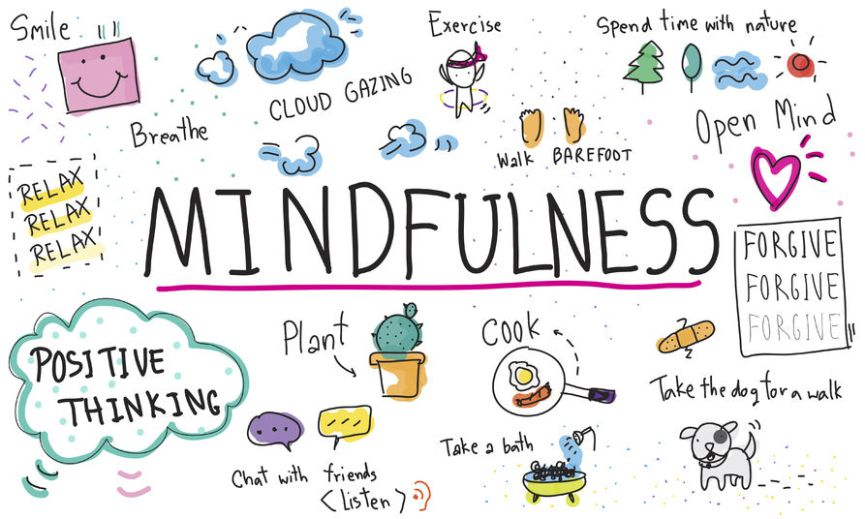 Smile
Exercise
Spend time with nature
CLOUD GAZING
Breathe
Walk BAREFOOT
Open Mind
RELAX
RELAX
RELAX
MINDFULNESS
FORGIVE
FORGIVE
FORGIVE
POSITIVE
THINKING
Plant
Cook
Take the dog for a walk
Chat with friends
<Listen>
Take a bath